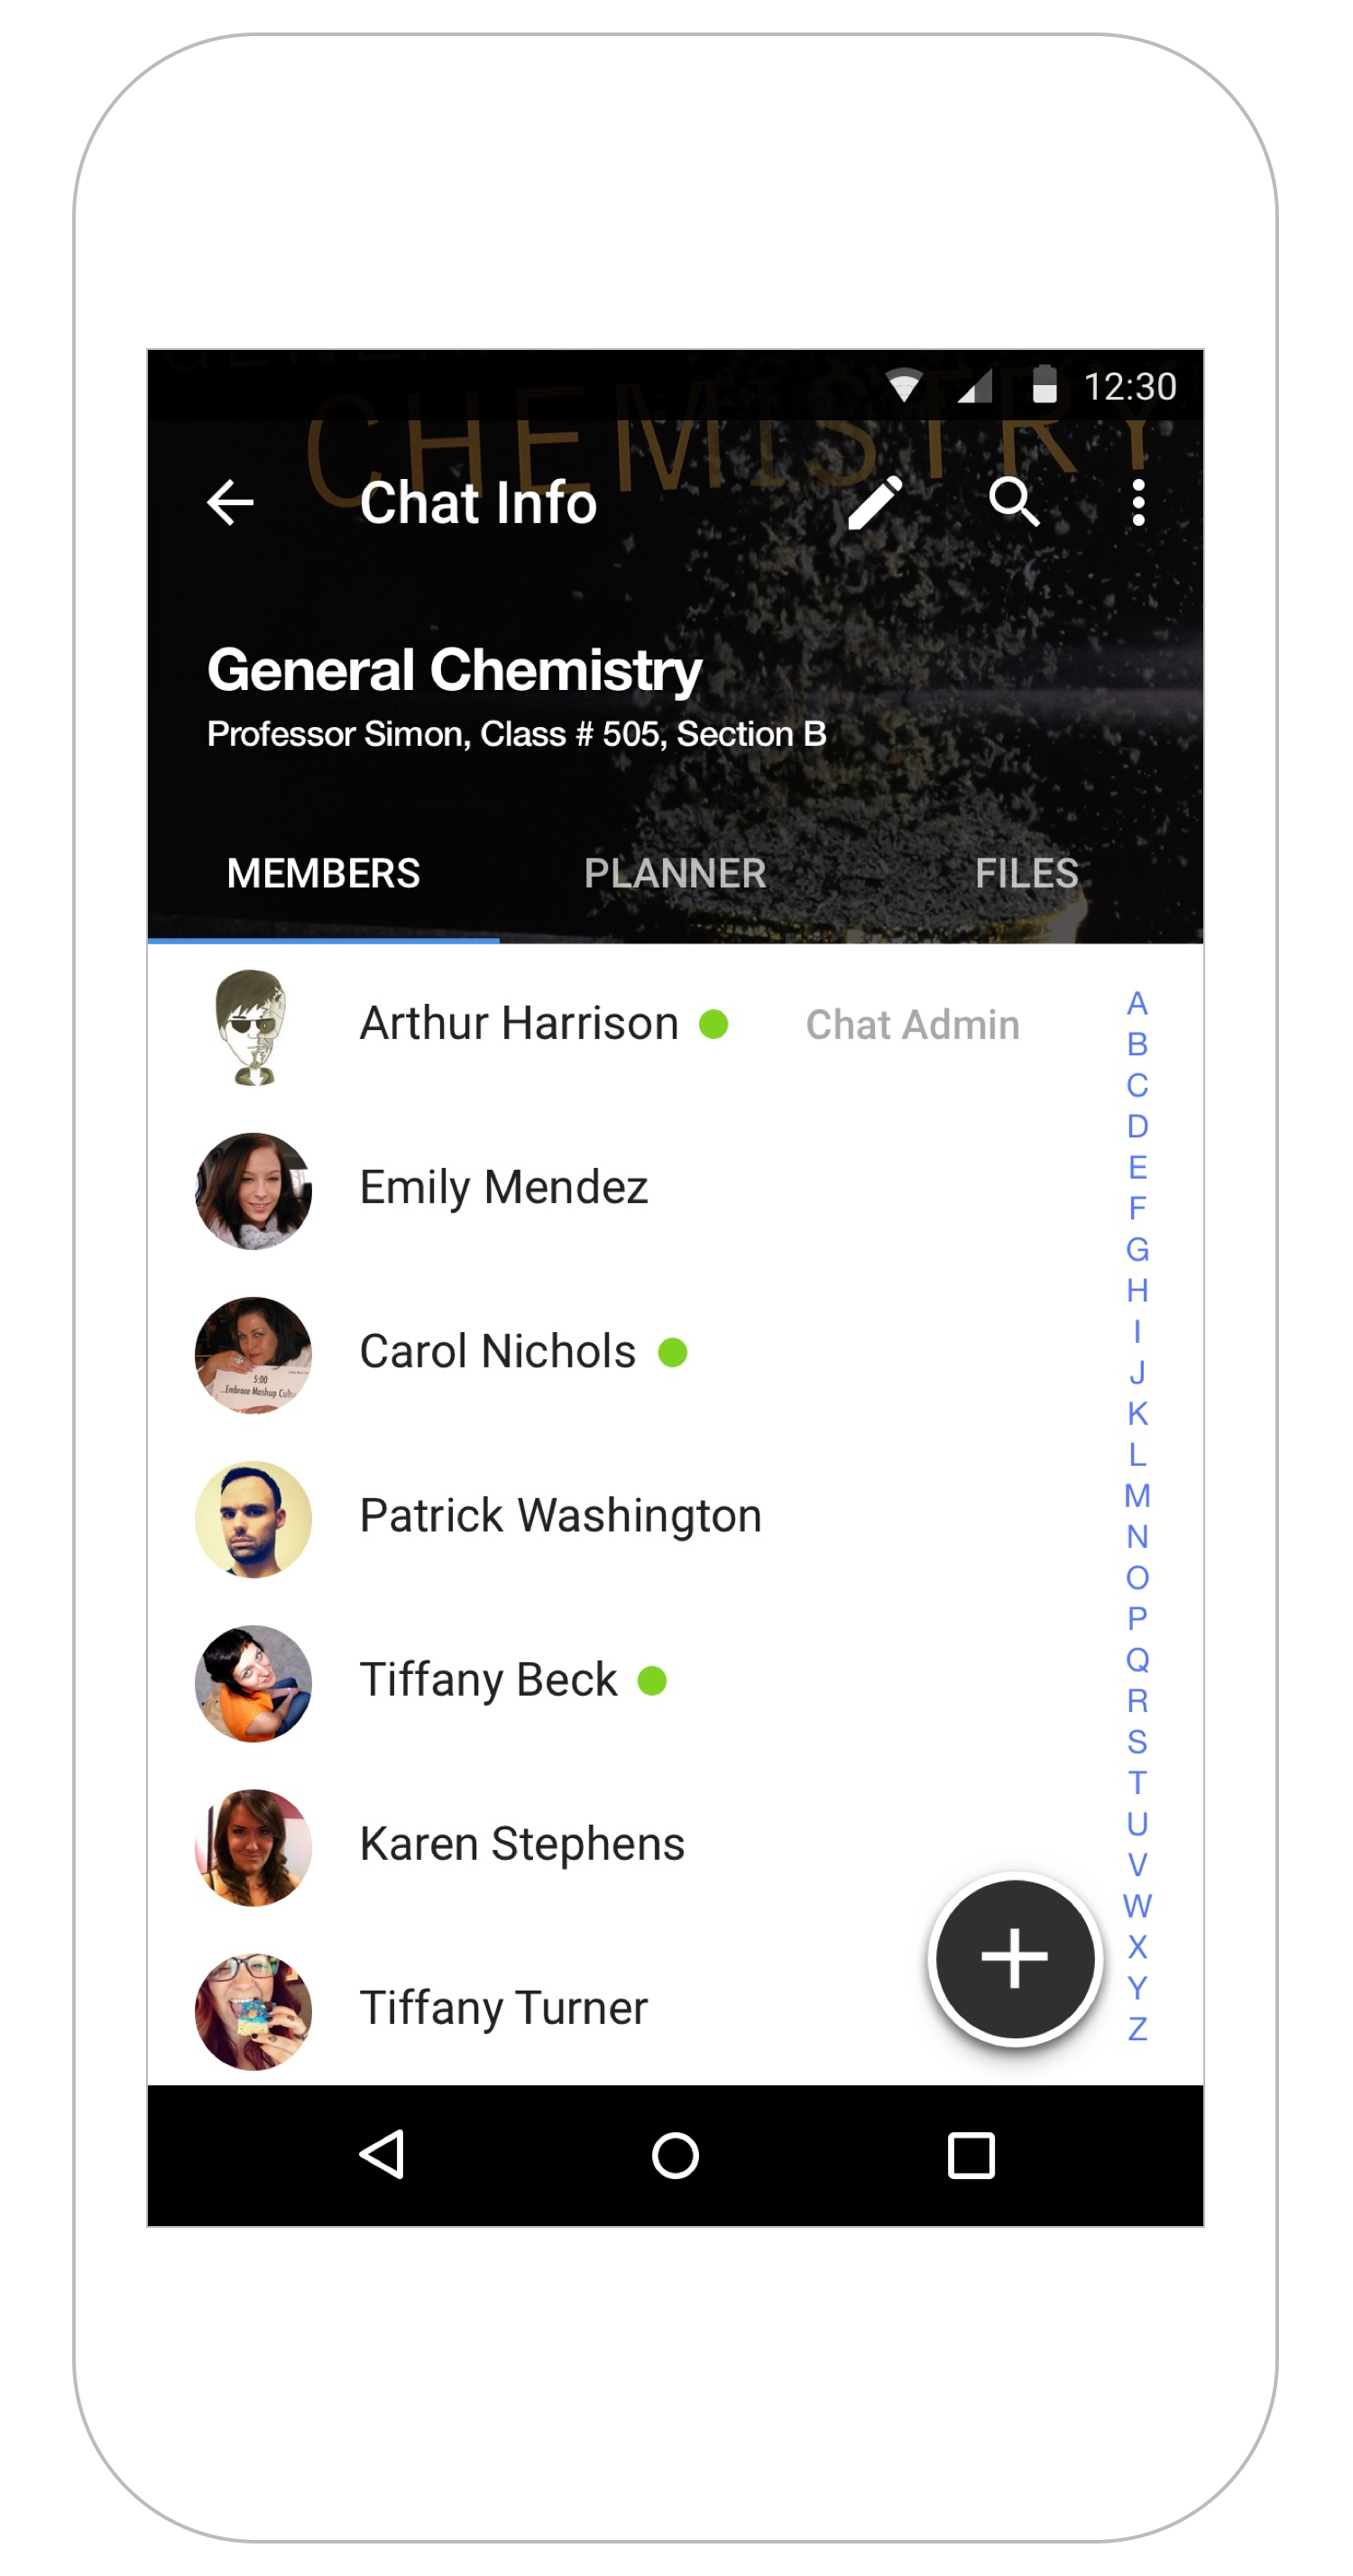 GENERAL
CHEMISTRY
12:30
Chat Info
General Chemistry
Professor Simon, Class # 505, Section B
MEMBERS PLANNER FILES
Arthur Harrison Chat Admin
Emily Mendez
Carol Nichols
5:00
Embrace Mashup
Patrick Washington
Tiffany Beck
Karen Stephens
Tiffany Turner
A
B
C
D
E
F
G
H
I
J
K
L
M
N
O
P
Q
R
S
T
U
V
W
X
Y
Z